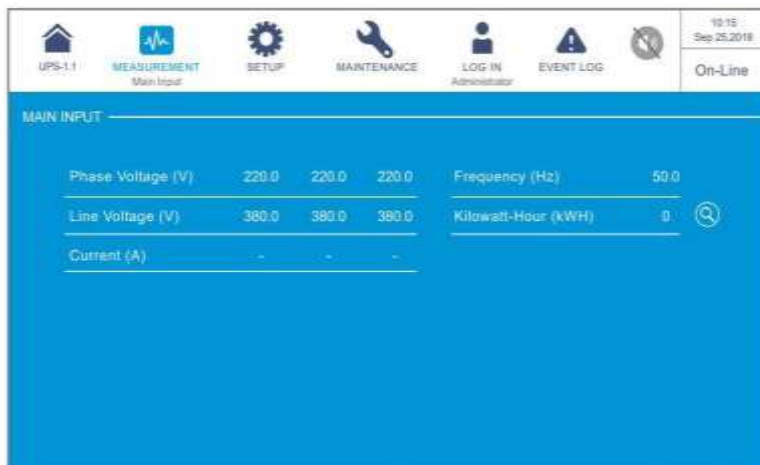 10:15
Sep 25,2018
UPS-1.1 MEASUREMENT SETUP MAINTENANCE LOG IN EVENT LOG On-Line
Main Input Administrator
MAIN INPUT
Phase Voltage (V) 220.0 220.0 220.0 Frequency (Hz) 50.0
Line Voltage (V) 380.0 380.0 380.0 Kilowatt-Hour (kWH) 0
Current (A) - - -